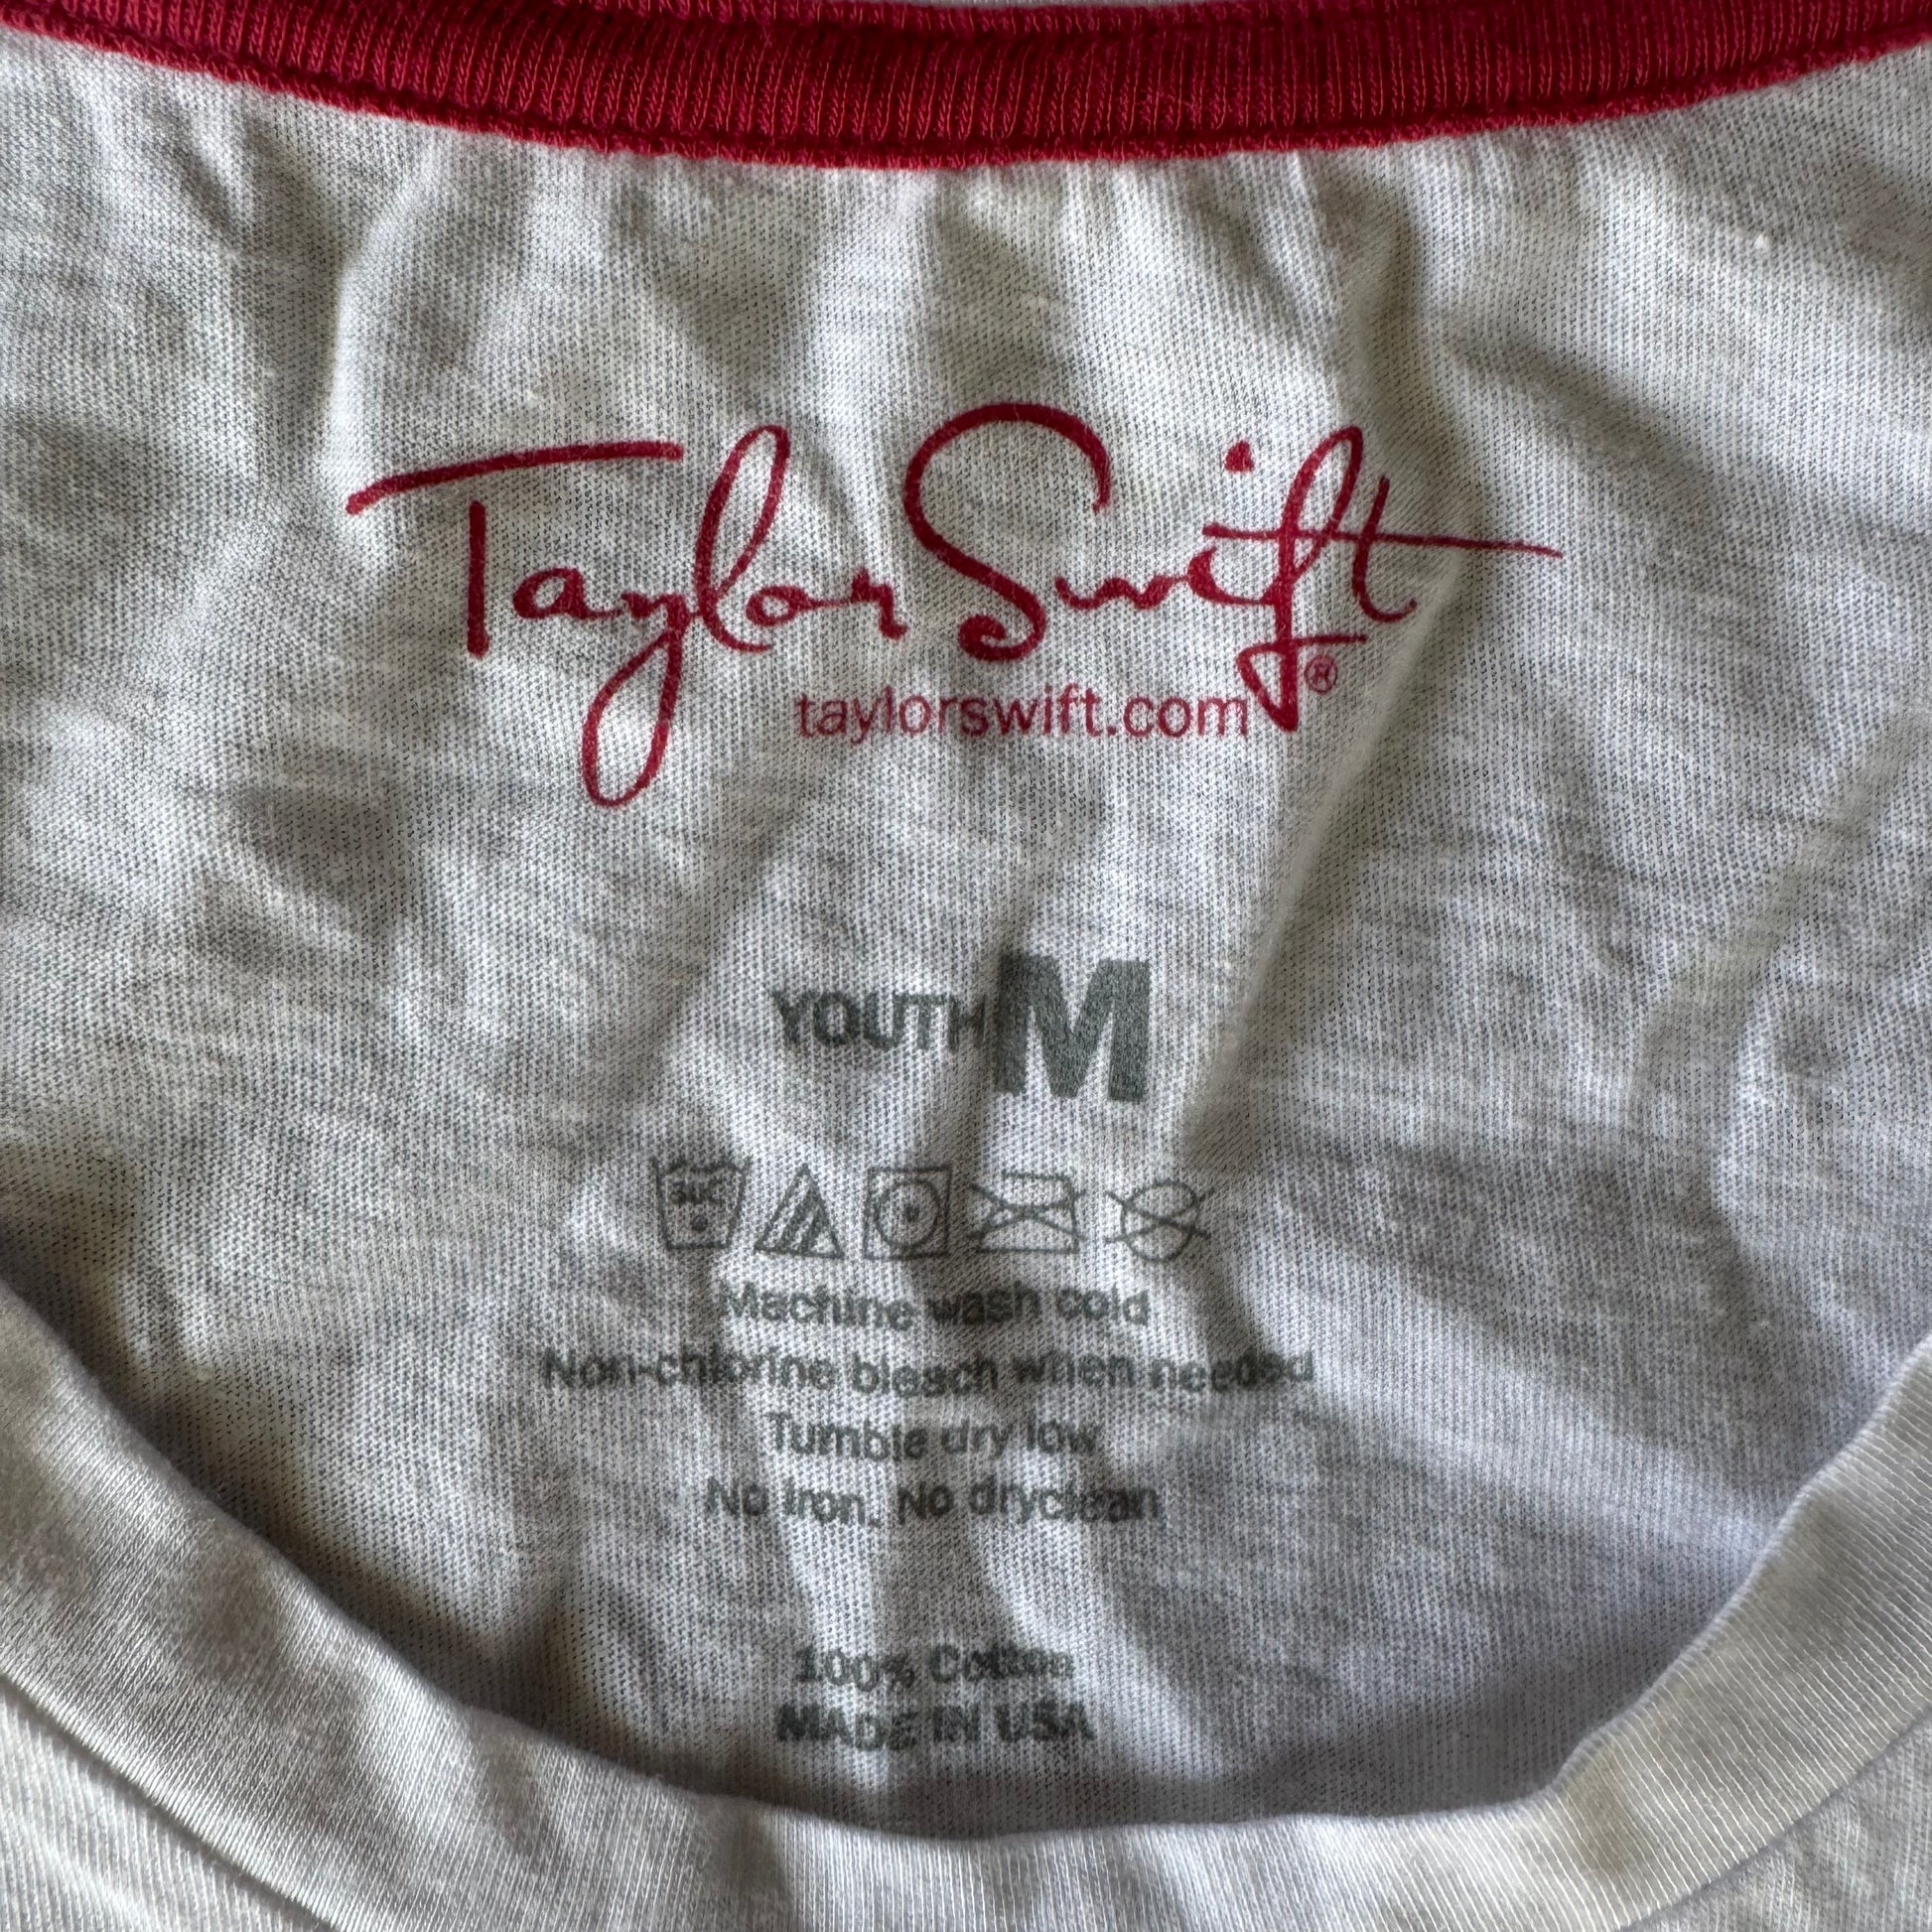 Taylor Swift®
taylorswift.com
YOUTH M
30C
Machine wash cold
Non-chlorine bleach when needed
Tumble dry low
No iron. No dryclean
100% Cotton
MADE IN USA